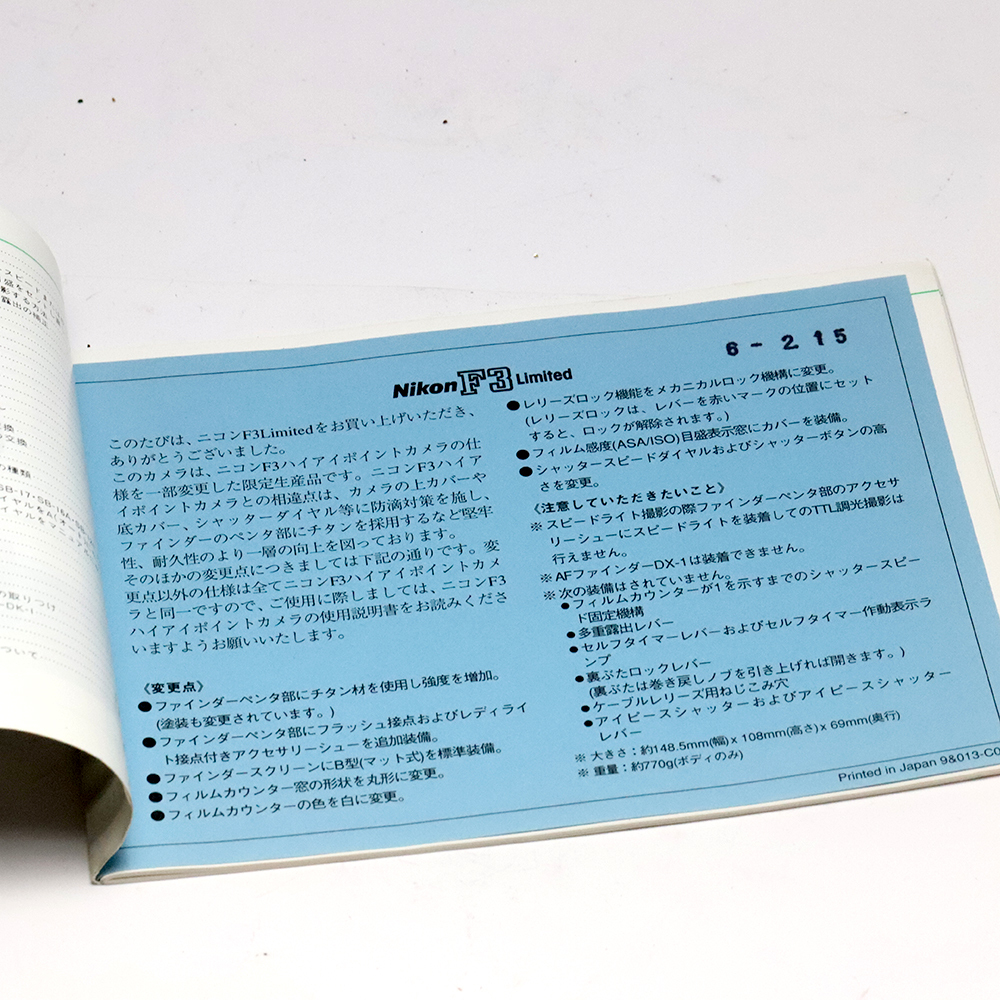 スピード
影する方法
露出の補正
交換
の交換
の種類
の取りつけ
DK-1
ついて
6-2.15
Nikon F3 Limited
このたびは、ニコンF3Limitedをお買い上げいただき、
ありがとうございました。
このカメラは、ニコンF3ハイアイポイントカメラの仕
様を一部変更した限定生産品です。ニコンF3ハイア
イポイントカメラとの相違点は、カメラの上カバーや
底カバー、シャッターダイヤル等に防滴対策を施し、
ファインダーのペンタ部にチタンを採用するなど堅牢
性、耐久性のより一層の向上を図っております。
そのほかの変更点につきましては下記の通りです。変
更点以外の仕様は全てニコンF3ハイアイポイントカメ
ラと同一ですので、ご使用に際しましては、ニコンF3
ハイアイポイントカメラの使用説明書をお読みくださ
いますようお願いいたします。
《変更点》
●ファインダーペンタ部にチタン材を使用し強度を増加。
(塗装も変更されています。)
●ファインダーペンタ部にフラッシュ接点およびレディライ
ト接点付きアクセサリーシューを追加装備。
●ファインダースクリーンにB型(マット式)を標準装備。
●フィルムカウンター窓の形状を丸形に変更。
●フィルムカウンターの色を白に変更。
●レリーズロック機能をメカニカルロック機構に変更。
(レリーズロックは、レバーを赤いマークの位置にセット
すると、ロックが解除されます。)
●フィルム感度(ASA/ISO)目盛表示窓にカバーを装備。
●シャッタースピードダイヤルおよびシャッターボタンの高
さを変更。
《注意していただきたいこと》
※スピードライト撮影の際ファインダーペンタ部のアクセサ
リーシューにスピードライトを装着してのTTL調光撮影は
行えません。
※AFファインダーDX-1は装着できません。
※次の装備はされていません。
●フィルムカウンターが1を示すまでのシャッタースピー
ド固定機構
●多重露出レバー
●セルフタイマーレバーおよびセルフタイマー作動表示ラ
ンプ
●裏ぶたロックレバー
(裏ぶたは巻き戻しノブを引き上げれば開きます。)
●ケーブルレリーズ用ねじこみ穴
●アイピースシャッターおよびアイピースシャッター
レバー
※大きさ：約148.5mm(幅)x 108mm(高さ)x 69mm(奥行)
※重量：約770g(ボディのみ)
Printed in Japan 9&013-C0